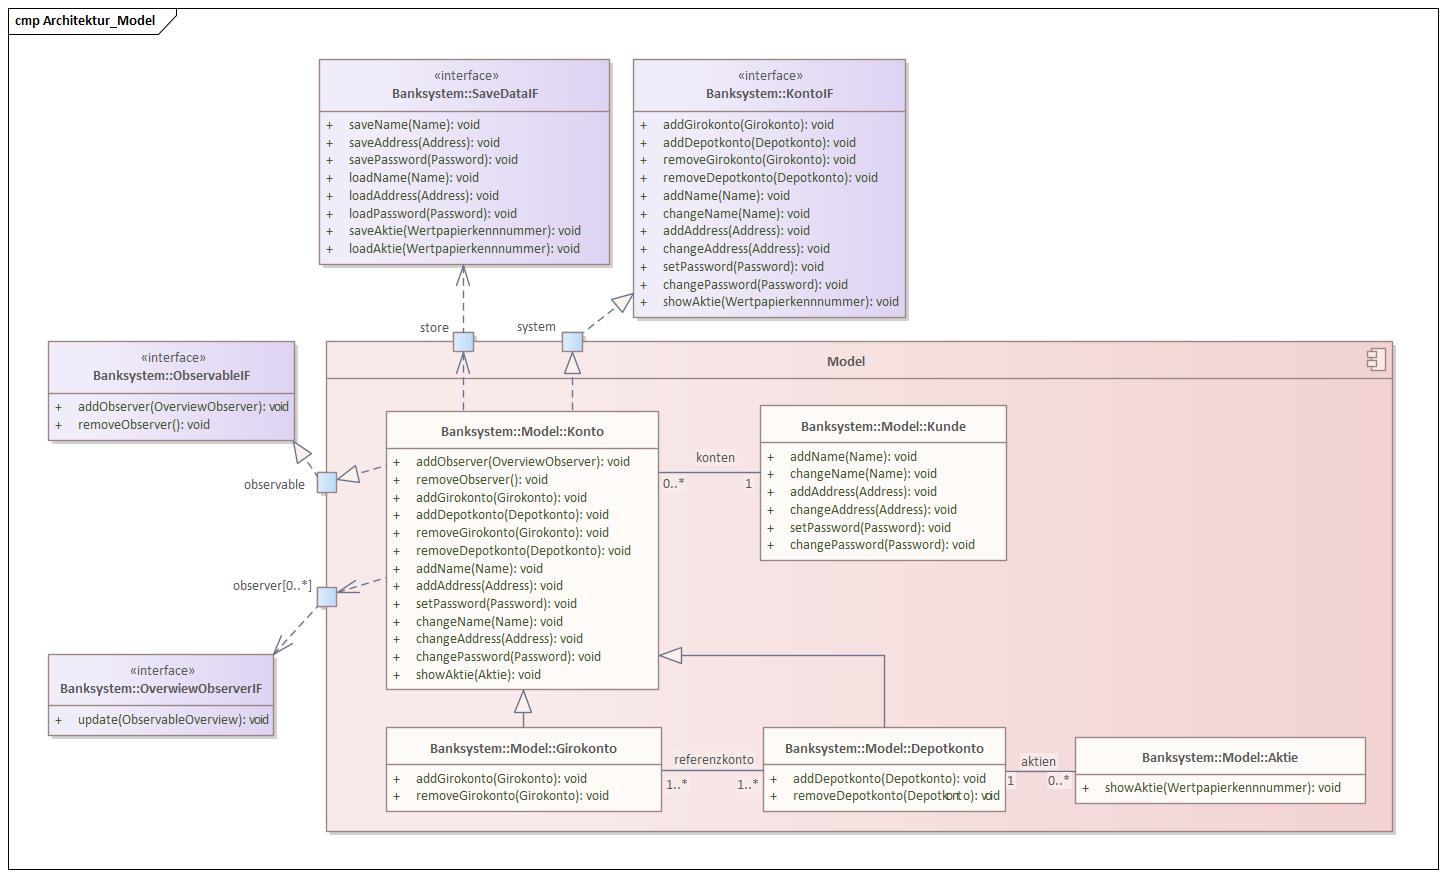 cmp Architektur_Model
«interface»
Banksystem::SaveDataIF
+ saveName(Name): void
+ saveAddress(Address): void
+ savePassword(Password): void
+ loadName(Name): void
+ loadAddress(Address): void
+ loadPassword(Password): void
+ saveAktie(Wertpapierkennnummer): void
+ loadAktie(Wertpapierkennnummer): void
«interface»
Banksystem::KontoIF
+ addGirokonto(Girokonto): void
+ addDepotkonto(Depotkonto): void
+ removeGirokonto(Girokonto): void
+ removeDepotkonto(Depotkonto): void
+ addName(Name): void
+ changeName(Name): void
+ addAddress(Address): void
+ changeAddress(Address): void
+ setPassword(Password): void
+ changePassword(Password): void
+ showAktie(Wertpapierkennnummer): void
store
system
«interface»
Banksystem::ObservableIF
+ addObserver(OverviewObserver): void
+ removeObserver(): void
Model
observable
observer[0..*]
«interface»
Banksystem::OverwiewObserverIF
+ update(ObservableOverview): void
Banksystem::Model::Konto
+ addObserver(OverviewObserver): void
+ removeObserver(): void
+ addGirokonto(Girokonto): void
+ addDepotkonto(Depotkonto): void
+ removeGirokonto(Girokonto): void
+ removeDepotkonto(Depotkonto): void
+ addName(Name): void
+ addAddress(Address): void
+ setPassword(Password): void
+ changeName(Name): void
+ changeAddress(Address): void
+ changePassword(Password): void
+ showAktie(Aktie): void
konten
0..*
1
Banksystem::Model::Kunde
+ addName(Name): void
+ changeName(Name): void
+ addAddress(Address): void
+ changeAddress(Address): void
+ setPassword(Password): void
+ changePassword(Password): void
Banksystem::Model::Girokonto
+ addGirokonto(Girokonto): void
+ removeGirokonto(Girokonto): void
referenzkonto
1..*
1..*
Banksystem::Model::Depotkonto
+ addDepotkonto(Depotkonto): void
+ removeDepotkonto(Depotkonto): void
aktien
1
0..*
Banksystem::Model::Aktie
+ showAktie(Wertpapierkennnummer): void